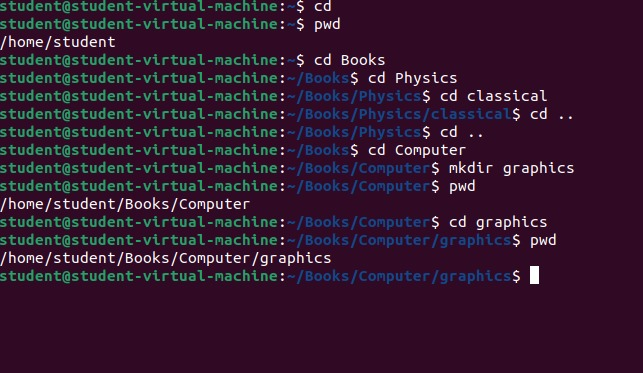 student@student-virtual-machine:~$ cd
student@student-virtual-machine:~$ pwd
/home/student
student@student-virtual-machine:~$ cd Books
student@student-virtual-machine:~/Books$ cd Physics
student@student-virtual-machine:~/Books/Physics$ cd classical
student@student-virtual-machine:~/Books/Physics/classical$ cd ..
student@student-virtual-machine:~/Books/Physics$ cd ..
student@student-virtual-machine:~/Books$ cd Computer
student@student-virtual-machine:~/Books/Computer$ mkdir graphics
student@student-virtual-machine:~/Books/Computer$ pwd
/home/student/Books/Computer
student@student-virtual-machine:~/Books/Computer$ cd graphics
student@student-virtual-machine:~/Books/Computer/graphics$ pwd
/home/student/Books/Computer/graphics
student@student-virtual-machine:~/Books/Computer/graphics$